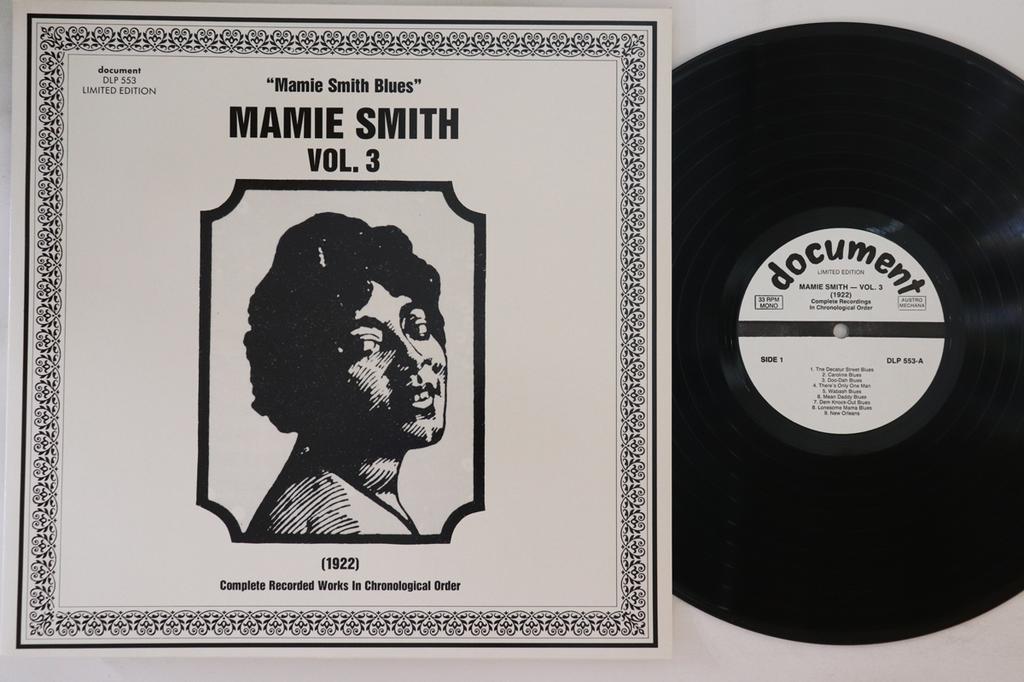 document
DLP 553
LIMITED EDITION
“Mamie Smith Blues”
MAMIE SMITH
VOL. 3
(1922)
Complete Recorded Works In Chronological Order
document
LIMITED EDITION
MAMIE SMITH — VOL. 3
(1922)
Complete Recordings
In Chronological Order
33 RPM
MONO
AUSTRO
MECHANA
SIDE 1
DLP 553-A
1. The Decatur Street Blues
2. Carolina Blues
3. Doo-Dah Blues
4. There's Only One Man
5. Wabash Blues
6. Mean Daddy Blues
7. Dem Knock-Out Blues
8. Lonesome Mama Blues
9. New Orleans